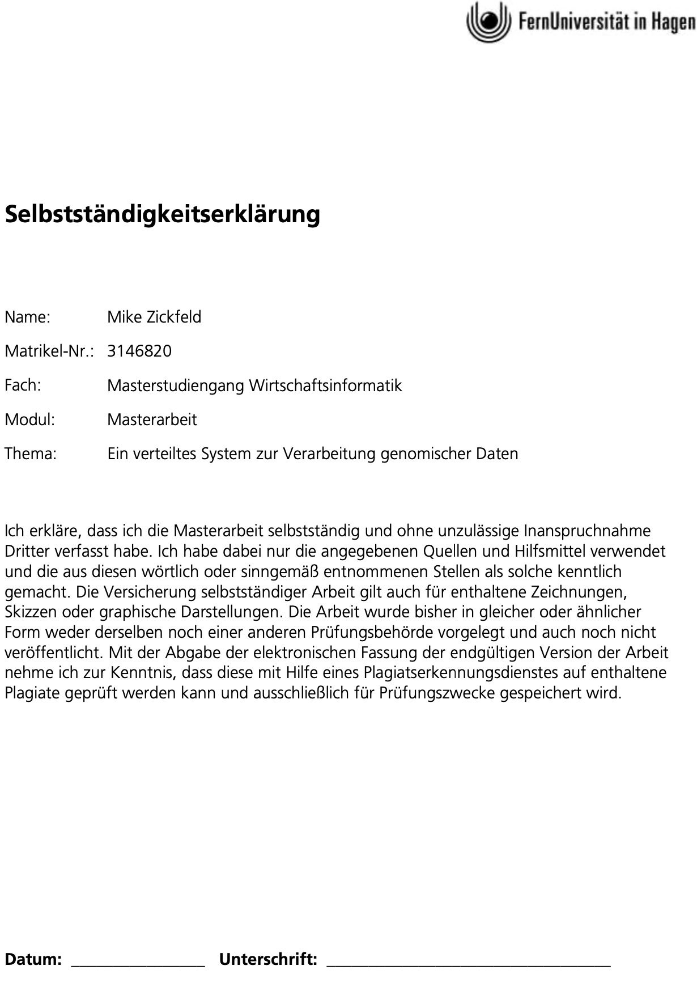 FernUniversität in Hagen
Selbstständigkeitserklärung
Name: Mike Zickfeld
Matrikel-Nr.: 3146820
Fach: Masterstudiengang Wirtschaftsinformatik
Modul: Masterarbeit
Thema: Ein verteiltes System zur Verarbeitung genomischer Daten
Ich erkläre, dass ich die Masterarbeit selbstständig und ohne unzulässige Inanspruchnahme
Dritter verfasst habe. Ich habe dabei nur die angegebenen Quellen und Hilfsmittel verwendet
und die aus diesen wörtlich oder sinngemäß entnommenen Stellen als solche kenntlich
gemacht. Die Versicherung selbstständiger Arbeit gilt auch für enthaltene Zeichnungen,
Skizzen oder graphische Darstellungen. Die Arbeit wurde bisher in gleicher oder ähnlicher
Form weder derselben noch einer anderen Prüfungsbehörde vorgelegt und auch noch nicht
veröffentlicht. Mit der Abgabe der elektronischen Fassung der endgültigen Version der Arbeit
nehme ich zur Kenntnis, dass diese mit Hilfe eines Plagiatserkennungsdienstes auf enthaltene
Plagiate geprüft werden kann und ausschließlich für Prüfungszwecke gespeichert wird.
Datum: ________________ Unterschrift: __________________________________